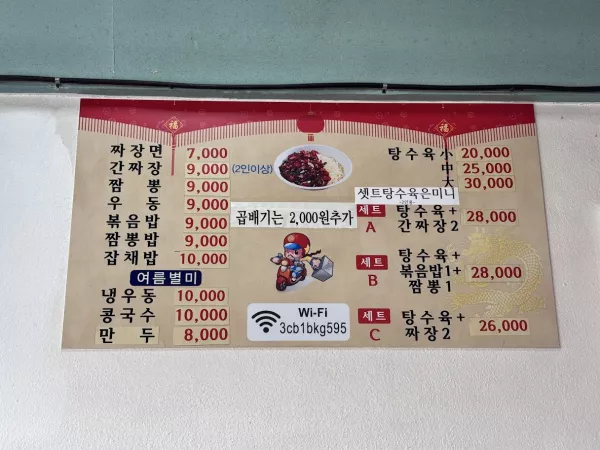 짜장면 7,000
간짜장 9,000 (2인이상)
짬뽕 9,000
우동 9,000
볶음밥 9,000
짬뽕밥 9,000
잡채밥 10,000
여름별미
냉우동 10,000
콩국수 10,000
만두 8,000
곱배기는 2,000원추가
Wi-Fi
3cb1bkg595
탕수육 小 20,000
中 25,000
大 30,000
셋트탕수육은미니
세트 A
탕수육+
간짜장2
28,000
세트 B
탕수육+
볶음밥1+
짬뽕1
28,000
세트 C
탕수육+
짜장2
26,000